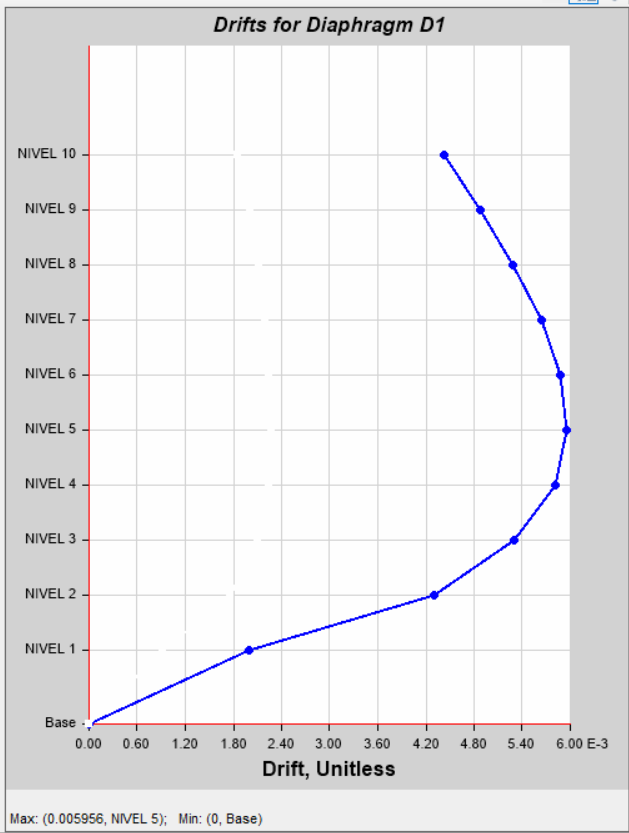 Drifts for Diaphragm D1
NIVEL 10
NIVEL 9
NIVEL 8
NIVEL 7
NIVEL 6
NIVEL 5
NIVEL 4
NIVEL 3
NIVEL 2
NIVEL 1
Base
0.00 0.60 1.20 1.80 2.40 3.00 3.60 4.20 4.80 5.40 6.00 E-3
Drift, Unitless
Max: (0.005956, NIVEL 5); Min: (0, Base)